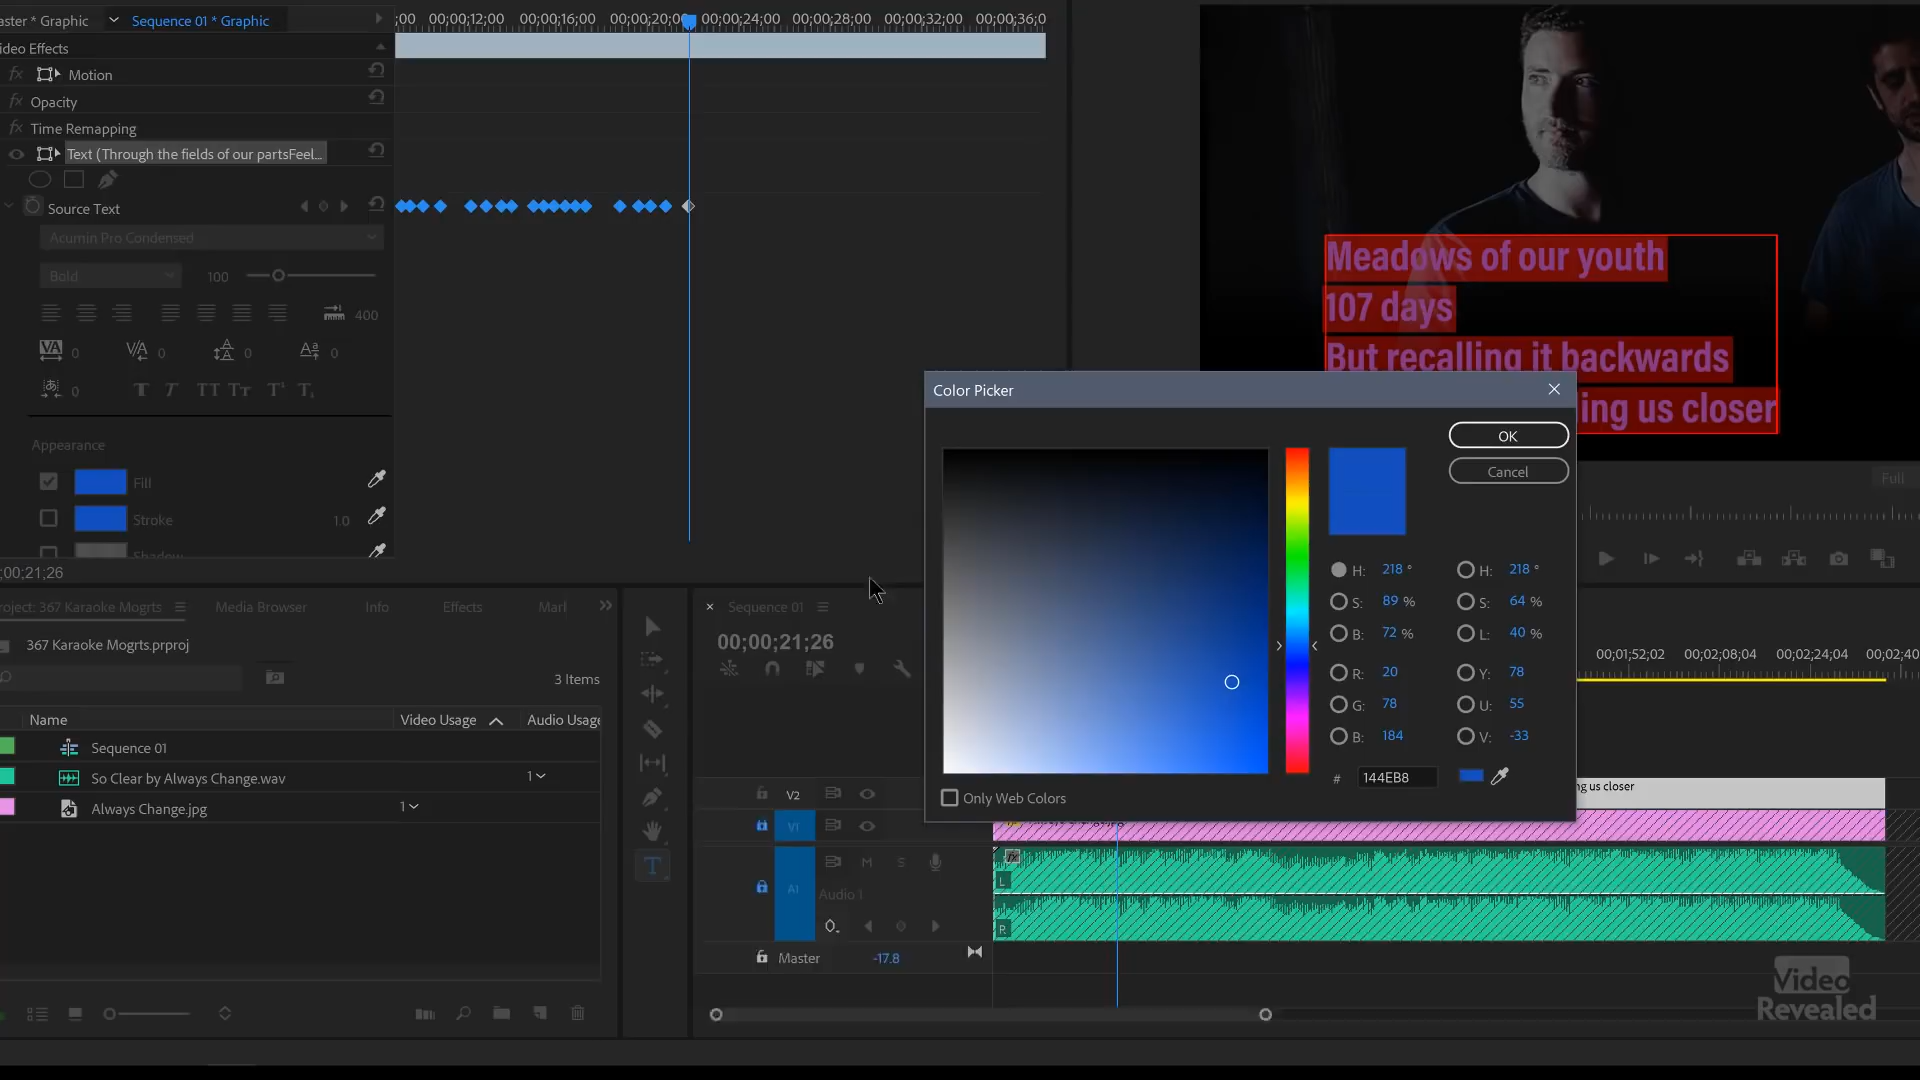 aster * Graphic
Sequence 01 * Graphic
;00 00;00;12;00 00;00;16;00 00;00;20;00 00;00;24;00 00;00;28;00 00;00;32;00 00;00;36;0
ideo Effects
fx Motion
fx Opacity
fx Time Remapping
Text (Through the fields of our partsFeel...
Source Text
Acumin Pro Condensed
Bold 100
400
0 0 0 0
0
Appearance
Fill
Stroke 1.0
Shadow
;00;21;26
Meadows of our youth
107 days
But recalling it backwards
ing us closer
Full
Color Picker
OK
Cancel
H: 218 ° H: 218 °
S: 89 % S: 64 %
B: 72 % L: 40 %
R: 20 Y: 78
G: 78 U: 55
B: 184 V: -33
# 144EB8
Only Web Colors
roject: 367 Karaoke Mogrts
Media Browser
Info
Effects
Marl
367 Karaoke Mogrts.prproj
3 Items
Name Video Usage Audio Usage
Sequence 01
So Clear by Always Change.wav 1
Always Change.jpg 1
Sequence 01
00;00;21;26
00;01;52;02 00;02;08;04 00;02;24;04 00;02;40
V2
ng us closer
V1
A1
M S
Audio 1
L
R
Master -17.8
Video
Revealed